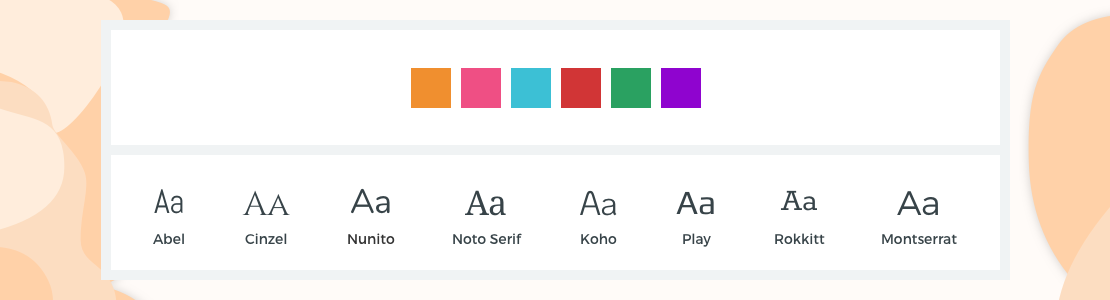 Aa Aa Aa Aa Aa Aa Aa Aa
Abel Cinzel Nunito Noto Serif Koho Play Rokkitt Montserrat